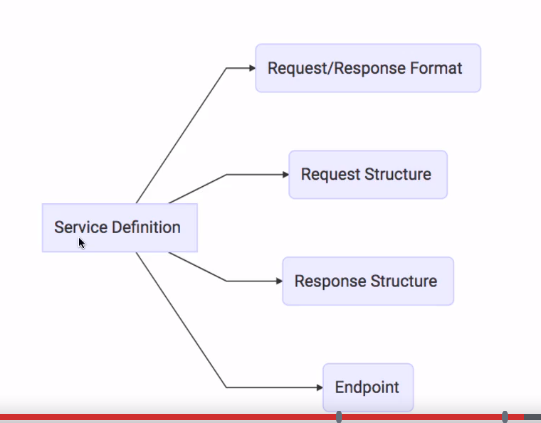 Request/Response Format
Request Structure
Service Definition
Response Structure
Endpoint